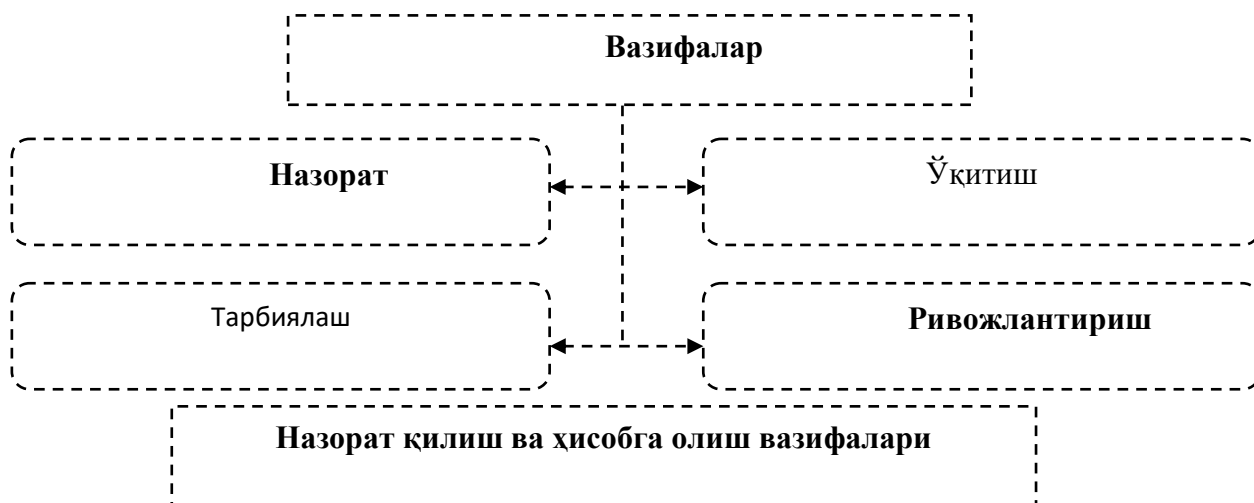 Вазифалар
Назорат
Ўқитиш
Тарбиялаш
Ривожлантириш
Назорат қилиш ва ҳисобга олиш вазифалари